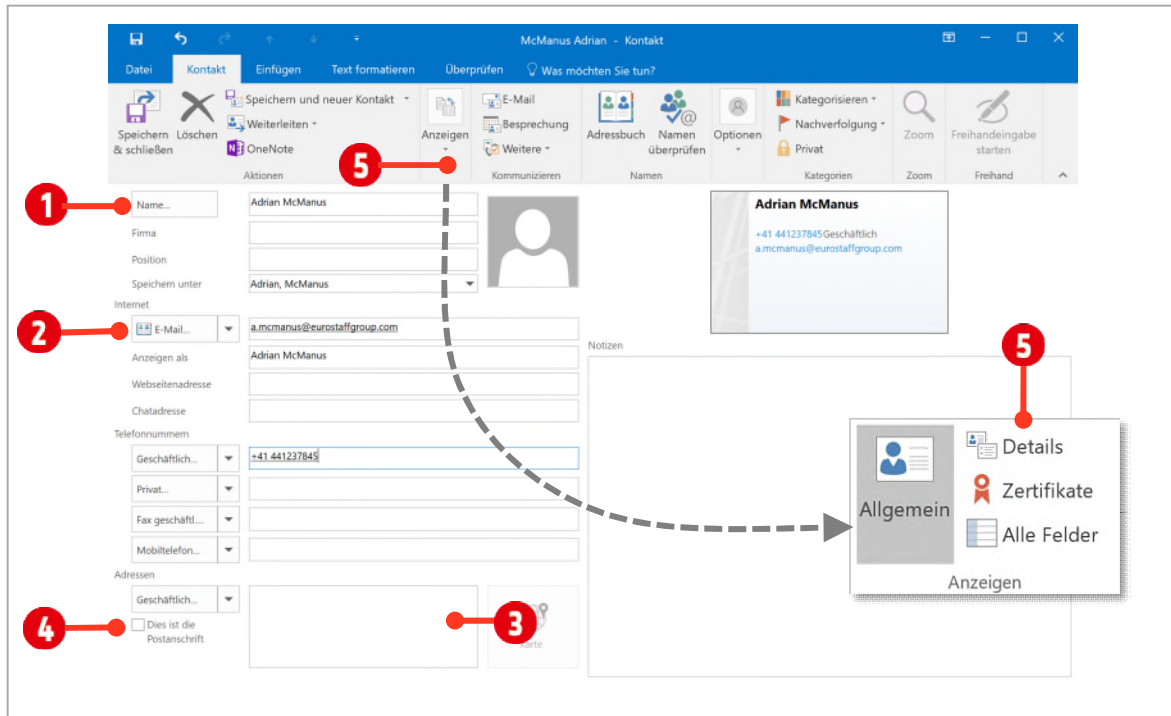 McManus Adrian - Kontakt
Datei Kontakt Einfügen Text formatieren Überprüfen Was möchten Sie tun?
Speichern & schließen
Löschen
Speichern und neuer Kontakt
Weiterleiten
OneNote
Aktionen
Anzeigen
5
E-Mail
Besprechung
Weitere
Kommunizieren
Adressbuch
Namen überprüfen
Namen
Optionen
Kategorisieren
Nachverfolgung
Privat
Kategorien
Zoom
Zoom
Freihandeingabe starten
Freihand
1
Name... Adrian McManus
Firma
Position
Speichern unter Adrian, McManus
Internet
2
E-Mail... a.mcmanus@eurostaffgroup.com
Anzeigen als Adrian McManus
Webseitenadresse
Chatadresse
Telefonnummern
Geschäftlich... +41 441237845
Privat...
Fax geschäftl....
Mobiltelefon...
Adressen
Geschäftlich...
4
Dies ist die
Postanschrift
3
Karte
Adrian McManus
+41 441237845 Geschäftlich
a.mcmanus@eurostaffgroup.com
Notizen
5
Allgemein
Details
Zertifikate
Alle Felder
Anzeigen